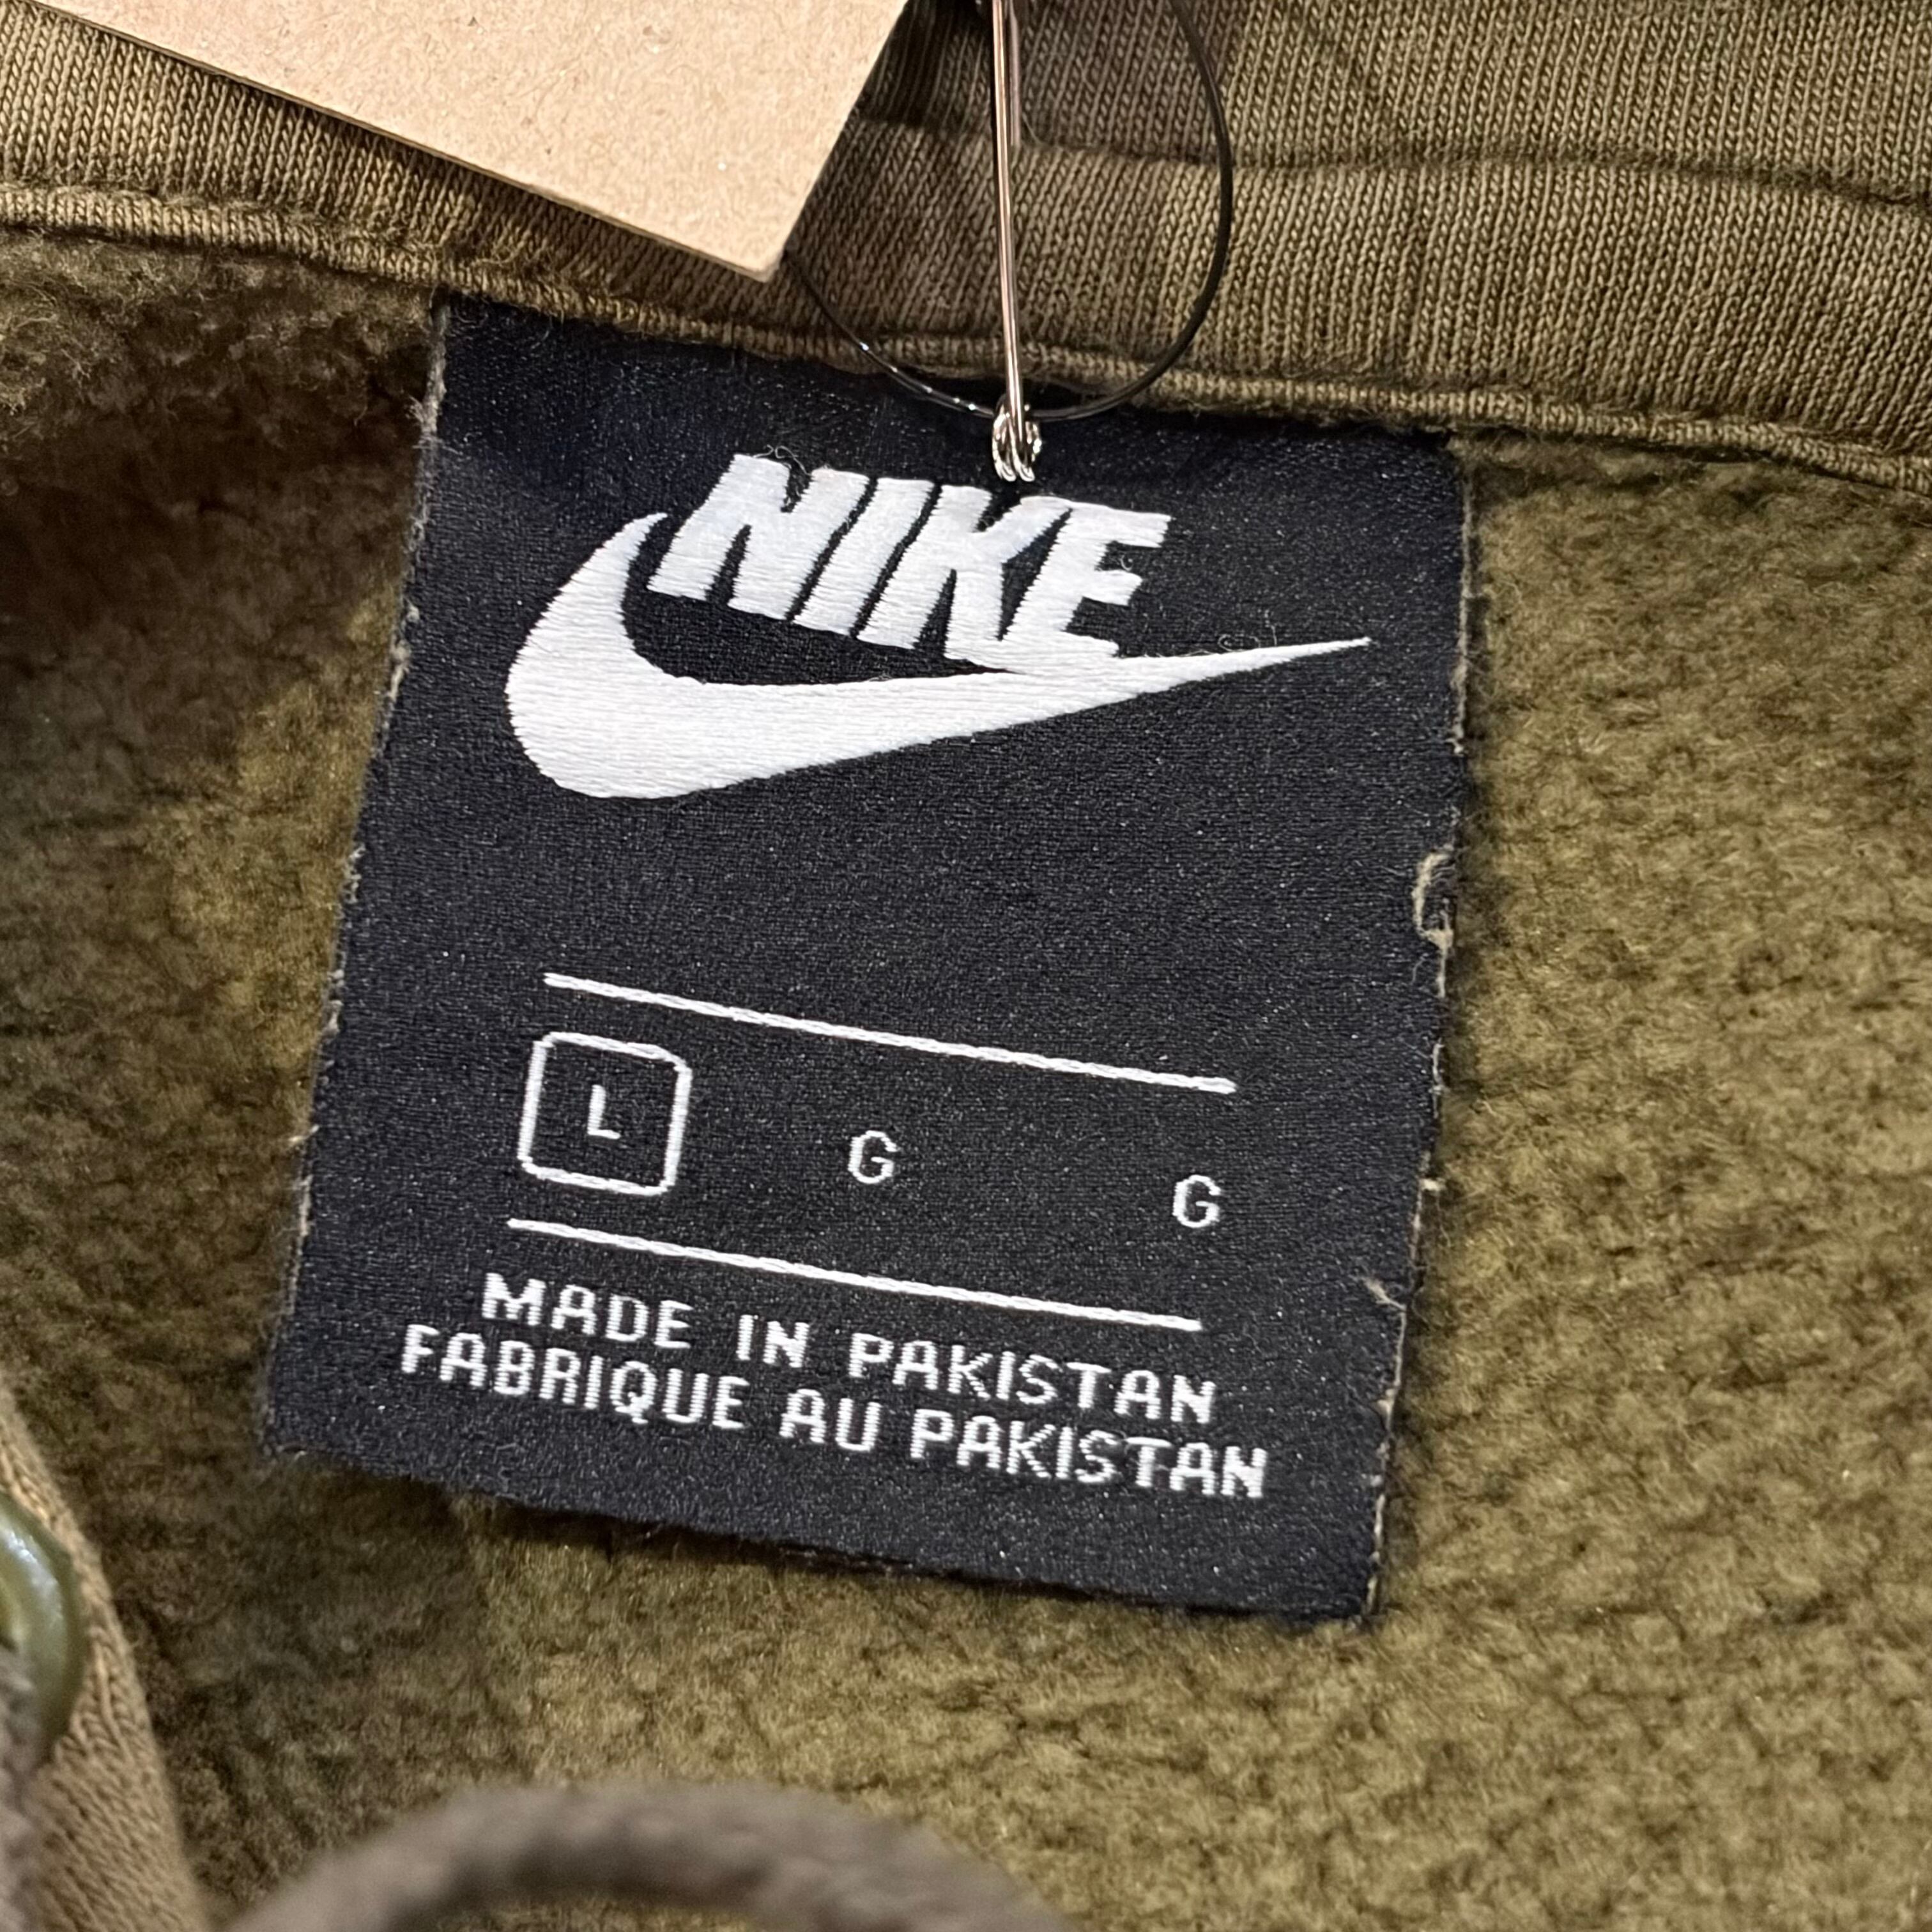 NIKE
L G G
MADE IN PAKISTAN
FABRIQUE AU PAKISTAN